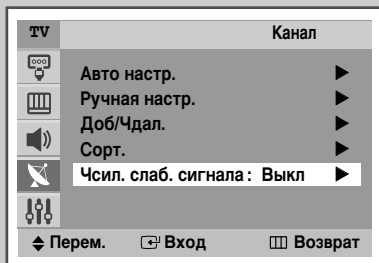 TV Канал
Авто настр. ▶
Ручная настр. ▶
Доб/Чдал. ▶
Сорт. ▶
Чсил. слаб. сигнала : Выкл ▶
Перем. Вход Возврат